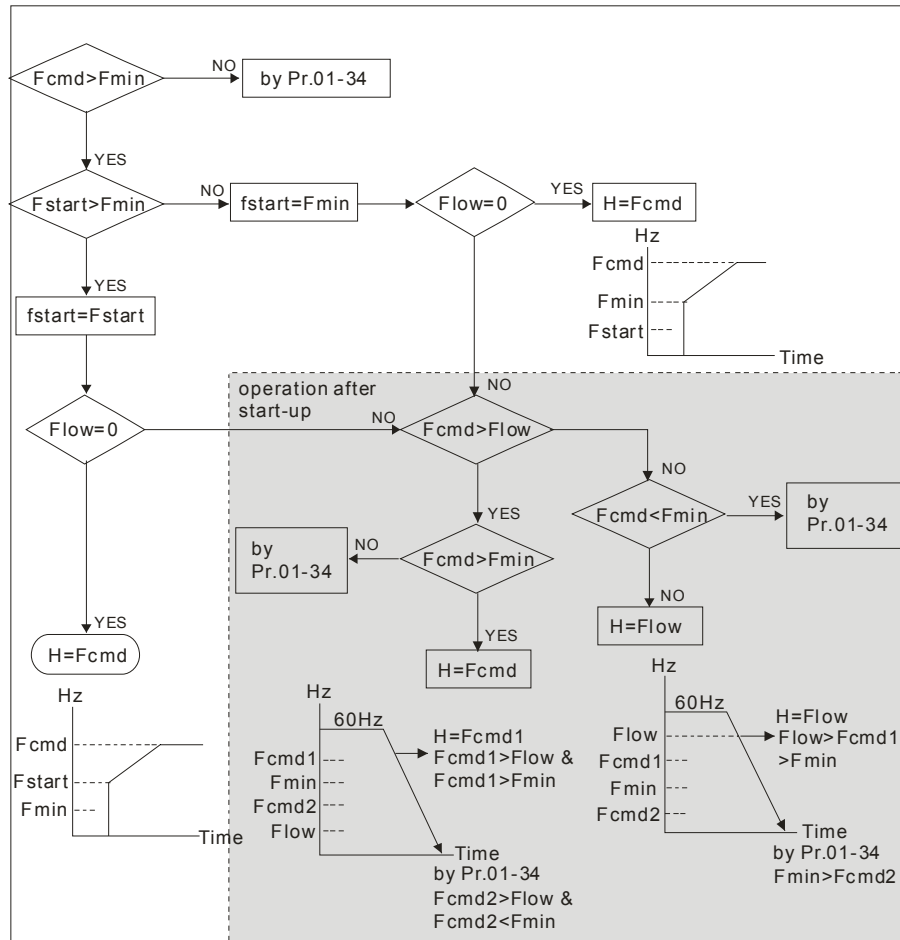 Fcmd>Fmin
NO
by Pr.01-34
YES
Fstart>Fmin
NO
fstart=Fmin
Flow=0
YES
H=Fcmd
Hz
Fcmd
Fmin
Fstart
Time
YES
fstart=Fstart
NO
operation after
start-up
Flow=0
NO
Fcmd>Flow
NO
YES
Fcmd<Fmin
YES
by
Pr.01-34
by
Pr.01-34
NO
Fcmd>Fmin
NO
H=Flow
YES
H=Fcmd
YES
H=Fcmd
Hz
Fcmd
Fstart
Fmin
Time
Hz
60Hz
Fcmd1
Fmin
Fcmd2
Flow
H=Fcmd1
Fcmd1>Flow &
Fcmd1>Fmin
Time
by Pr.01-34
Fcmd2>Flow &
Fcmd2<Fmin
Hz
60Hz
Flow
Fcmd1
Fmin
Fcmd2
H=Flow
Flow>Fcmd1
>Fmin
Time
by Pr.01-34
Fmin>Fcmd2